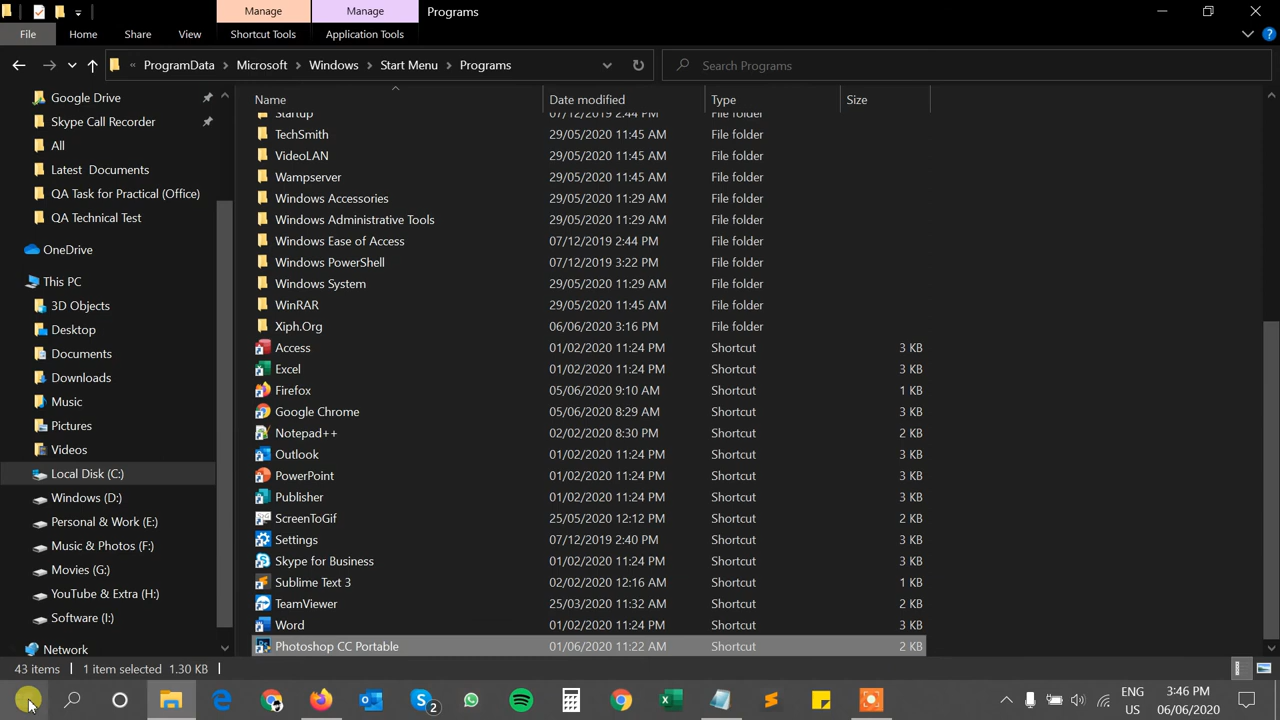 Manage Manage Programs
File Home Share View Shortcut Tools Application Tools
« ProgramData Microsoft Windows Start Menu Programs Search Programs
Name Date modified Type Size
Google Drive
Skype Call Recorder
All
Latest Documents
QA Task for Practical (Office)
QA Technical Test
OneDrive
This PC
3D Objects
Desktop
Documents
Downloads
Music
Pictures
Videos
Local Disk (C:)
Windows (D:)
Personal & Work (E:)
Music & Photos (F:)
Movies (G:)
YouTube & Extra (H:)
Software (I:)
Network
Startup 07/12/2019 2:44 PM File folder
TechSmith 29/05/2020 11:45 AM File folder
VideoLAN 29/05/2020 11:45 AM File folder
Wampserver 29/05/2020 11:45 AM File folder
Windows Accessories 29/05/2020 11:29 AM File folder
Windows Administrative Tools 29/05/2020 11:29 AM File folder
Windows Ease of Access 07/12/2019 2:44 PM File folder
Windows PowerShell 07/12/2019 3:22 PM File folder
Windows System 29/05/2020 11:29 AM File folder
WinRAR 29/05/2020 11:45 AM File folder
Xiph.Org 06/06/2020 3:16 PM File folder
Access 01/02/2020 11:24 PM Shortcut 3 KB
Excel 01/02/2020 11:24 PM Shortcut 3 KB
Firefox 05/06/2020 9:10 AM Shortcut 1 KB
Google Chrome 05/06/2020 8:29 AM Shortcut 3 KB
Notepad++ 02/02/2020 8:30 PM Shortcut 2 KB
Outlook 01/02/2020 11:24 PM Shortcut 3 KB
PowerPoint 01/02/2020 11:24 PM Shortcut 3 KB
Publisher 01/02/2020 11:24 PM Shortcut 3 KB
ScreenToGif 25/05/2020 12:12 PM Shortcut 2 KB
Settings 07/12/2019 2:40 PM Shortcut 3 KB
Skype for Business 01/02/2020 11:24 PM Shortcut 3 KB
Sublime Text 3 02/02/2020 12:16 AM Shortcut 1 KB
TeamViewer 25/03/2020 11:32 AM Shortcut 2 KB
Word 01/02/2020 11:24 PM Shortcut 3 KB
Photoshop CC Portable 01/06/2020 11:22 AM Shortcut 2 KB
43 items 1 item selected 1.30 KB
2
ENG
US
3:46 PM
06/06/2020